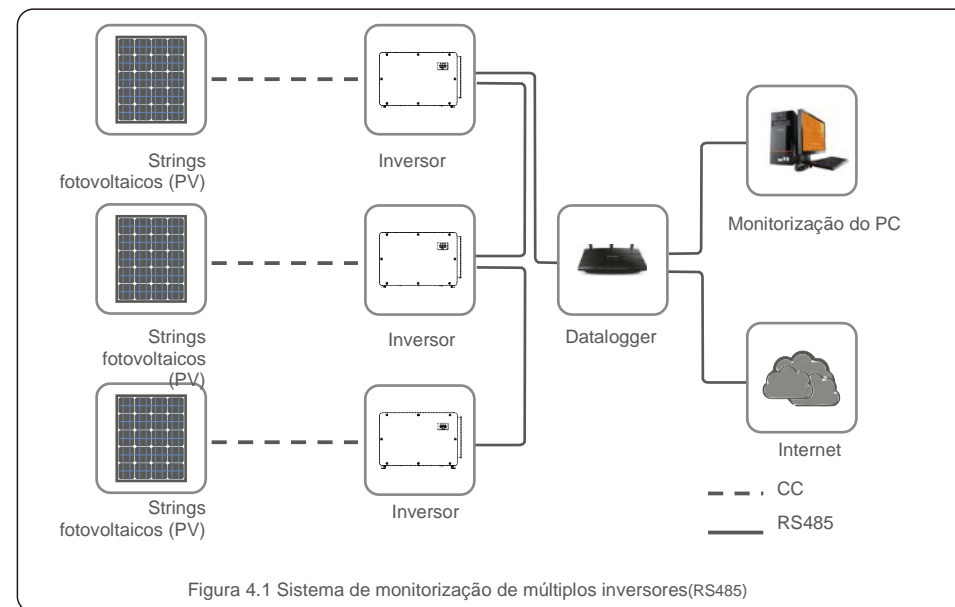 Strings
fotovoltaicos (PV)
Inversor
Strings
fotovoltaicos
(PV)
Inversor
Strings
fotovoltaicos (PV)
Inversor
Datalogger
Monitorização do PC
Internet
CC
RS485
Figura 4.1 Sistema de monitorização de múltiplos inversores(RS485)